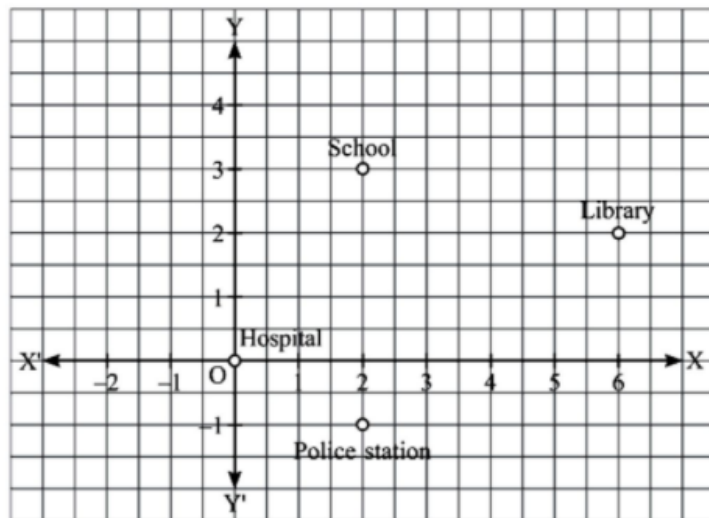 Y
4
School
3
Library
2
1
Hospital
X' O X
–2 –1 1 2 3 4 5 6
–1
Police station
Y'